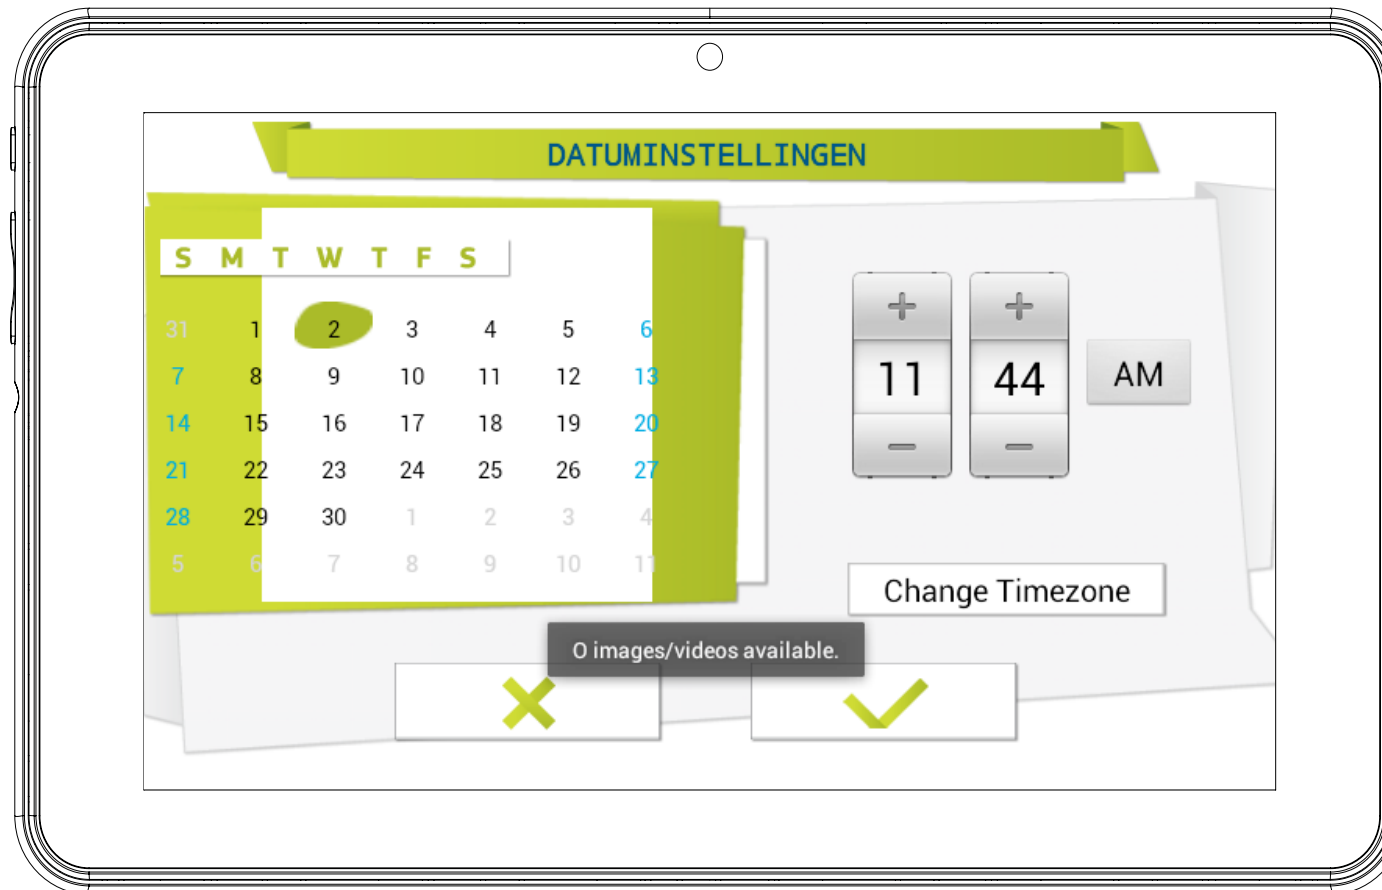 DATUMINSTELLINGEN
S M T W T F S
31 1 2 3 4 5 6
7 8 9 10 11 12 13
14 15 16 17 18 19 20
21 22 23 24 25 26 27
28 29 30 1 2 3 4
5 6 7 8 9 10 11
+ +
11 44 AM
− −
Change Timezone
0 images/videos available.